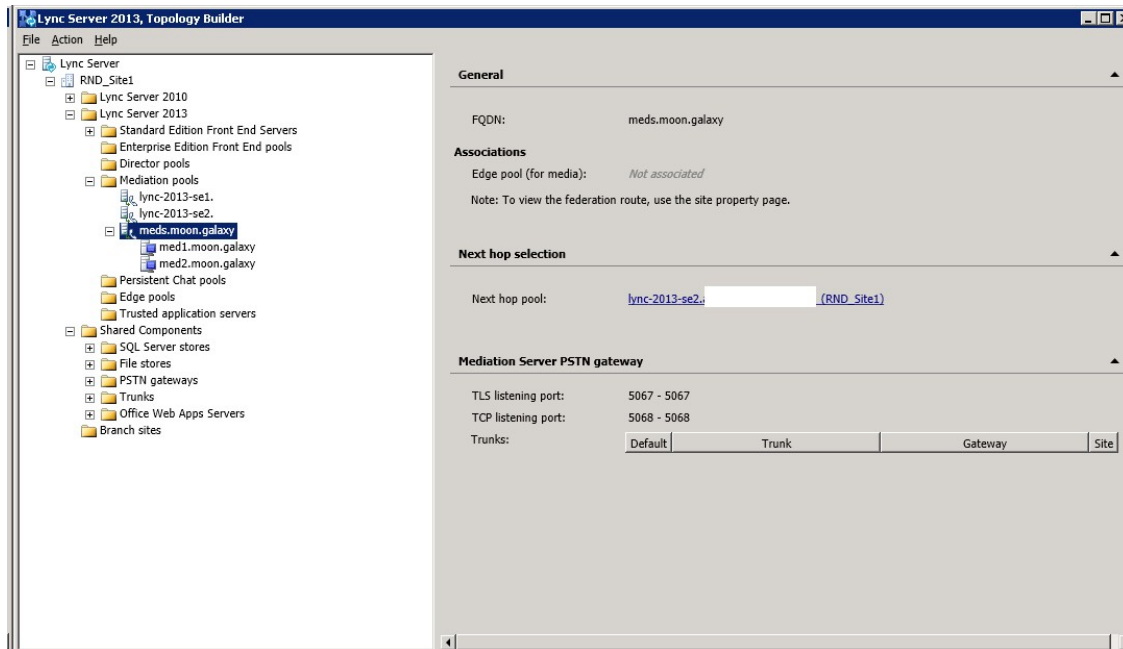 Lync Server 2013, Topology Builder
File Action Help
Lync Server
RND_Site1
Lync Server 2010
Lync Server 2013
Standard Edition Front End Servers
Enterprise Edition Front End pools
Director pools
Mediation pools
lync-2013-se1.
lync-2013-se2.
meds.moon.galaxy
med1.moon.galaxy
med2.moon.galaxy
Persistent Chat pools
Edge pools
Trusted application servers
Shared Components
SQL Server stores
File stores
PSTN gateways
Trunks
Office Web Apps Servers
Branch sites
General
FQDN: meds.moon.galaxy
Associations
Edge pool (for media): Not associated
Note: To view the federation route, use the site property page.
Next hop selection
Next hop pool: lync-2013-se2. (RND_Site1)
Mediation Server PSTN gateway
TLS listening port: 5067 - 5067
TCP listening port: 5068 - 5068
Trunks: Default Trunk Gateway Site